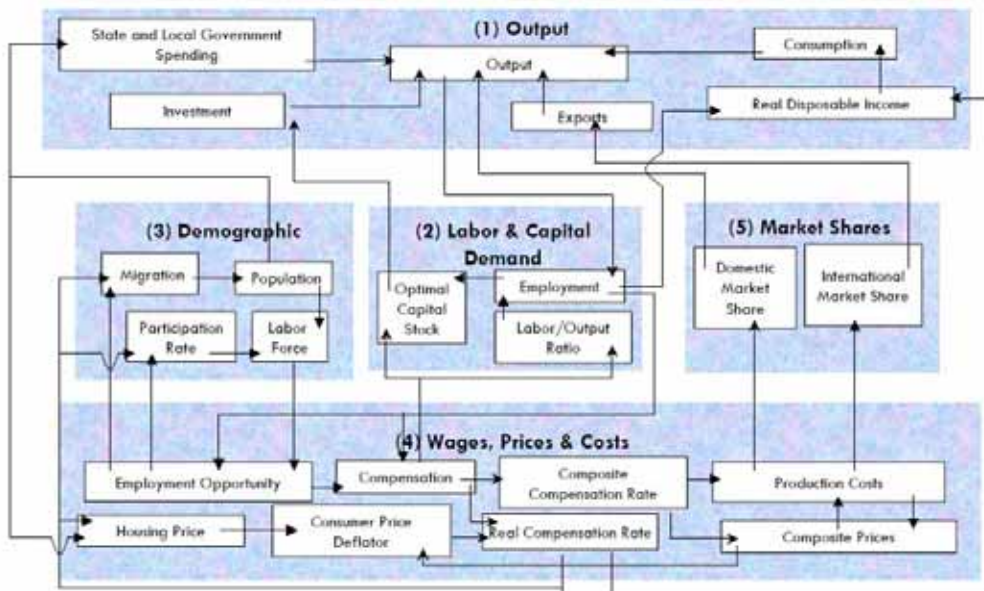 (1) Output
State and Local Government
Spending
Output
Consumption
Investment
Exports
Real Disposable Income
(3) Demographic
Migration
Population
Participation
Rate
Labor
Force
(2) Labor & Capital
Demand
Optimal
Capital
Stock
Employment
Labor/Output
Ratio
(5) Market Shares
Domestic
Market
Share
International
Market Share
(4) Wages, Prices & Costs
Employment Opportunity
Compensation
Composite
Compensation Rate
Production Costs
Housing Price
Consumer Price
Deflator
Real Compensation Rate
Composite Prices